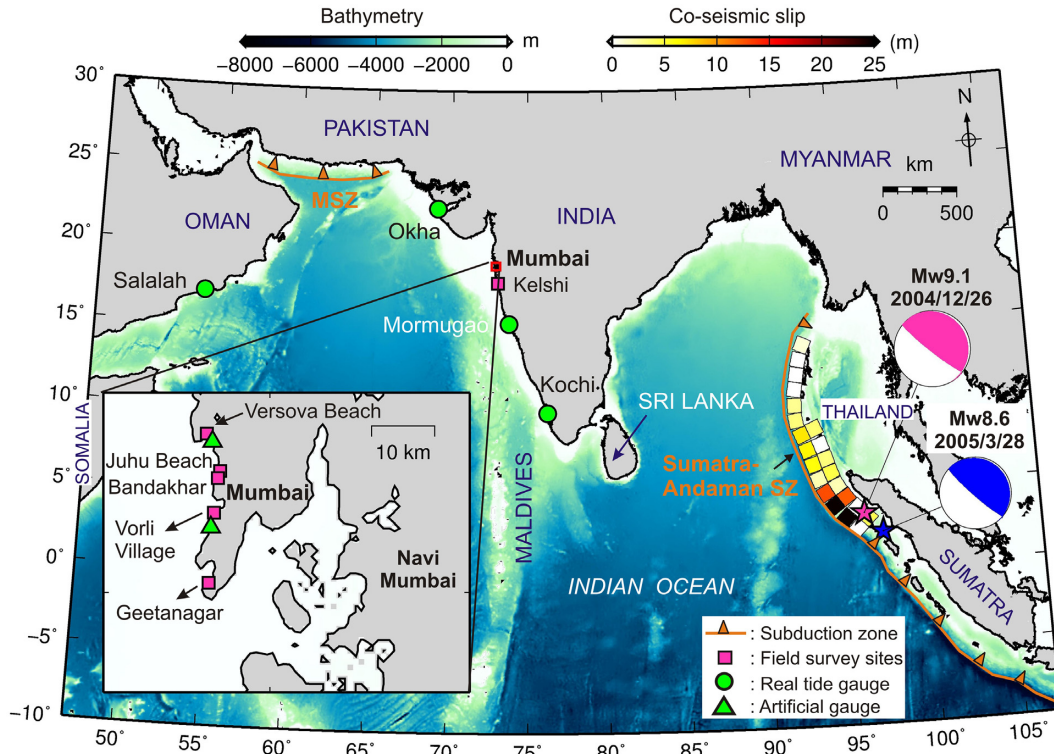 Bathymetry
Co-seismic slip
m
(m)
−8000 −6000 −4000 −2000 0
0 5 10 15 20 25
30°
25°
20°
15°
10°
5°
0°
−5°
−10°
N
km
0 500
PAKISTAN
MYANMAR
MSZ
OMAN
INDIA
Okha
Mumbai
Salalah
Kelshi
Mw9.1
2004/12/26
Mormugao
Kochi
SRI LANKA
THAILAND
Mw8.6
2005/3/28
SOMALIA
MALDIVES
Sumatra-
Andaman SZ
SUMATRA
INDIAN OCEAN
Versova Beach
10 km
Juhu Beach
Bandakhar
Mumbai
Vorli
Village
Navi
Mumbai
Geetanagar
: Subduction zone
: Field survey sites
: Real tide gauge
: Artificial gauge
50° 55° 60° 65° 70° 75° 80° 85° 90° 95° 100° 105°